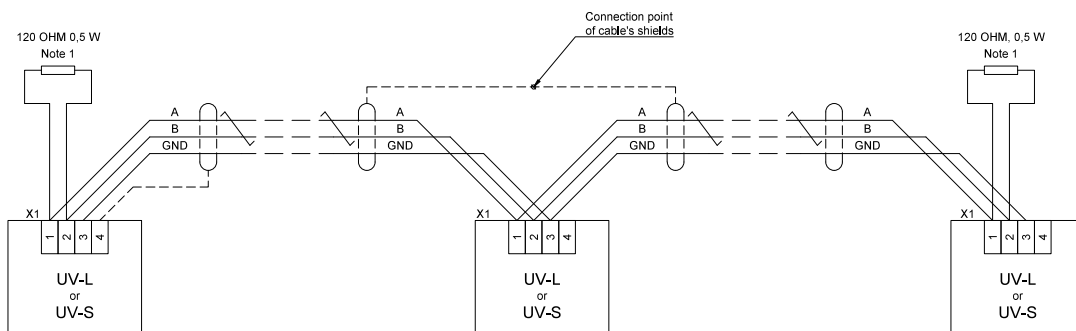 Connection point
of cable's shields
120 OHM 0,5 W
Note 1
120 OHM, 0,5 W
Note 1
A
B
GND
A
B
GND
A
B
GND
A
B
GND
X1
1
2
3
4
UV-L
or
UV-S
X1
1
2
3
4
UV-L
or
UV-S
X1
1
2
3
4
UV-L
or
UV-S